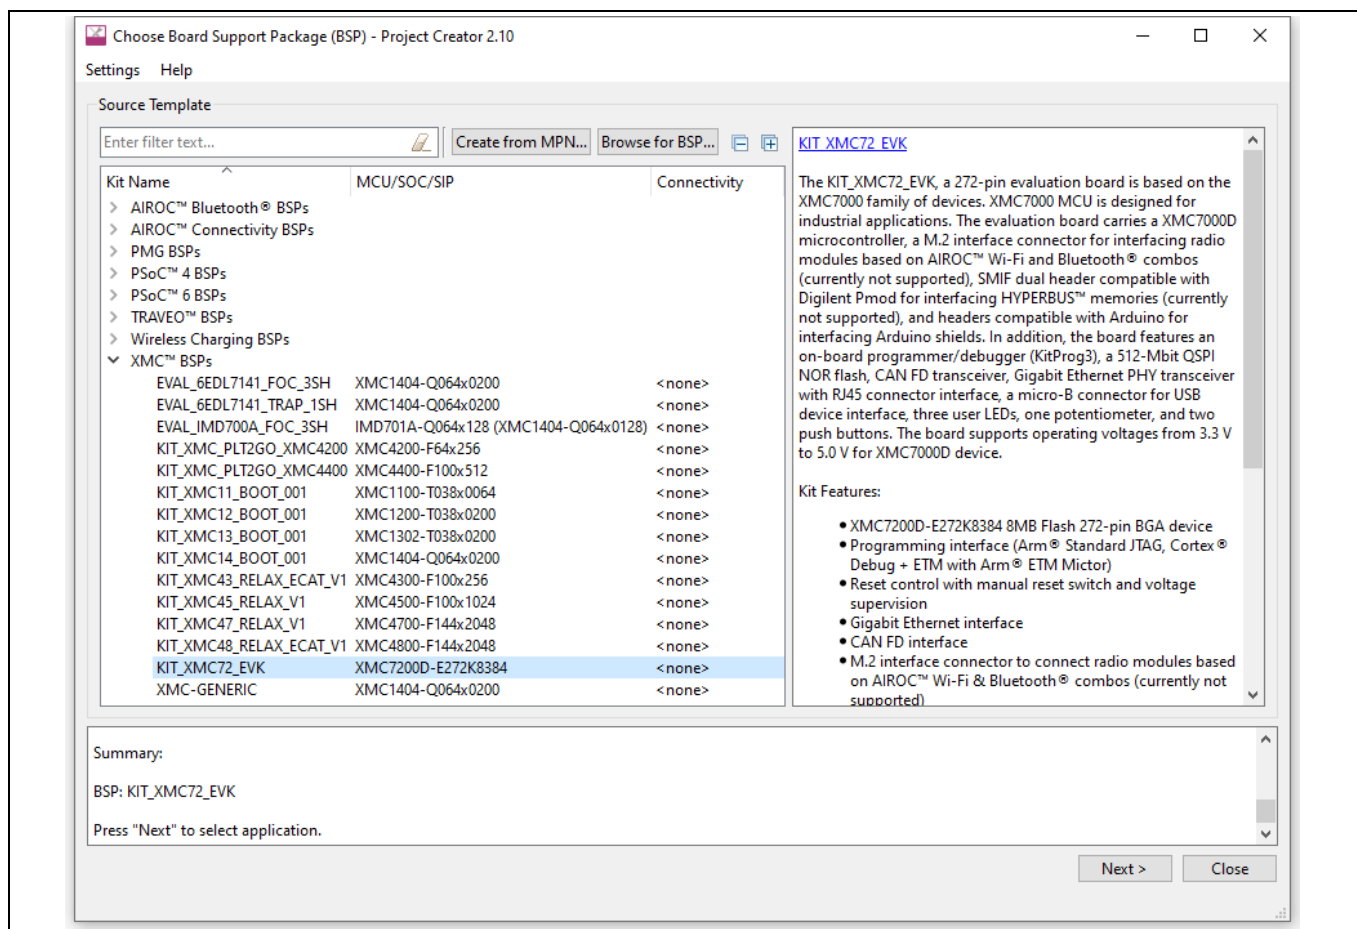 Choose Board Support Package (BSP) - Project Creator 2.10
Settings Help
Source Template
Enter filter text...
Create from MPN... Browse for BSP...
Kit Name MCU/SOC/SIP Connectivity
AIROC™ Bluetooth® BSPs
AIROC™ Connectivity BSPs
PMG BSPs
PSoC™ 4 BSPs
PSoC™ 6 BSPs
TRAVEO™ BSPs
Wireless Charging BSPs
XMC™ BSPs
EVAL_6EDL7141_FOC_3SH XMC1404-Q064x0200 <none>
EVAL_6EDL7141_TRAP_1SH XMC1404-Q064x0200 <none>
EVAL_IMD700A_FOC_3SH IMD701A-Q064x128 (XMC1404-Q064x0128) <none>
KIT_XMC_PLT2GO_XMC4200 XMC4200-F64x256 <none>
KIT_XMC_PLT2GO_XMC4400 XMC4400-F100x512 <none>
KIT_XMC11_BOOT_001 XMC1100-T038x0064 <none>
KIT_XMC12_BOOT_001 XMC1200-T038x0200 <none>
KIT_XMC13_BOOT_001 XMC1302-T038x0200 <none>
KIT_XMC14_BOOT_001 XMC1404-Q064x0200 <none>
KIT_XMC43_RELAX_ECAT_V1 XMC4300-F100x256 <none>
KIT_XMC45_RELAX_V1 XMC4500-F100x1024 <none>
KIT_XMC47_RELAX_V1 XMC4700-F144x2048 <none>
KIT_XMC48_RELAX_ECAT_V1 XMC4800-F144x2048 <none>
KIT_XMC72_EVK XMC7200D-E272K8384 <none>
XMC-GENERIC XMC1404-Q064x0200 <none>
KIT_XMC72_EVK
The KIT_XMC72_EVK, a 272-pin evaluation board is based on the
XMC7000 family of devices. XMC7000 MCU is designed for
industrial applications. The evaluation board carries a XMC7000D
microcontroller, a M.2 interface connector for interfacing radio
modules based on AIROC™ Wi-Fi and Bluetooth® combos
(currently not supported), SMIF dual header compatible with
Digilent Pmod for interfacing HYPERBUS™ memories (currently
not supported), and headers compatible with Arduino for
interfacing Arduino shields. In addition, the board features an
on-board programmer/debugger (KitProg3), a 512-Mbit QSPI
NOR flash, CAN FD transceiver, Gigabit Ethernet PHY transceiver
with RJ45 connector interface, a micro-B connector for USB
device interface, three user LEDs, one potentiometer, and two
push buttons. The board supports operating voltages from 3.3 V
to 5.0 V for XMC7000D device.
Kit Features:
● XMC7200D-E272K8384 8MB Flash 272-pin BGA device
● Programming interface (Arm® Standard JTAG, Cortex®
Debug + ETM with Arm® ETM Mictor)
● Reset control with manual reset switch and voltage
supervision
● Gigabit Ethernet interface
● CAN FD interface
● M.2 interface connector to connect radio modules based
on AIROC™ Wi-Fi & Bluetooth® combos (currently not
supported)
Summary:
BSP: KIT_XMC72_EVK
Press "Next" to select application.
Next > Close